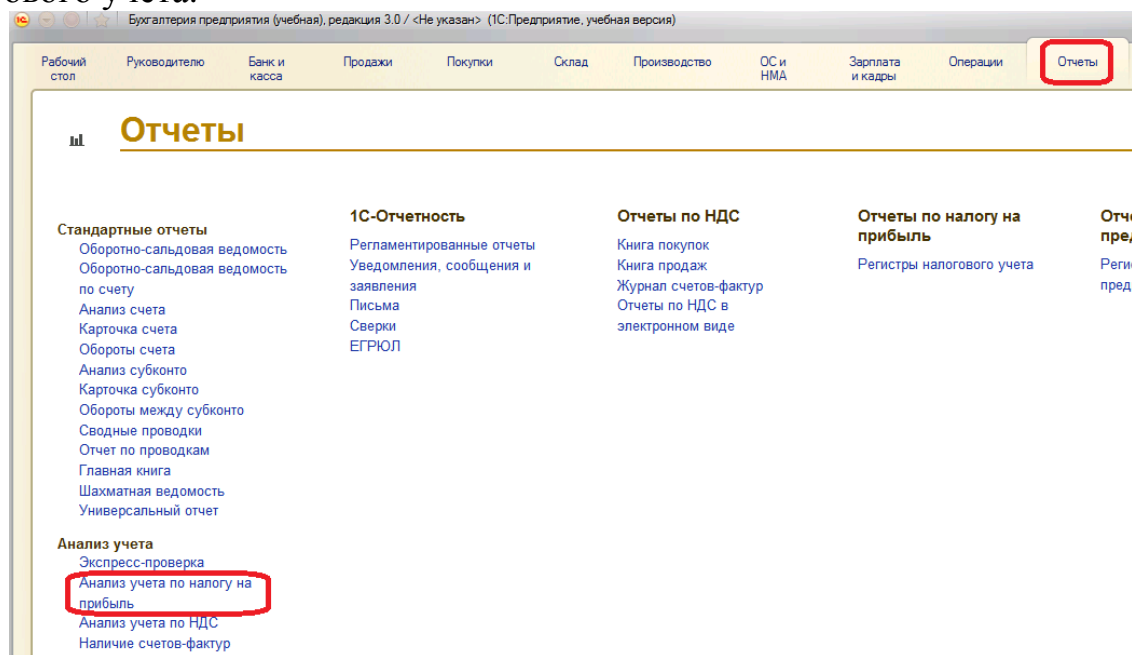 ового учета.
Бухгалтерия предприятия (учебная), редакция 3.0 / <Не указан> (1С:Предприятие, учебная версия)
Рабочий стол
Руководителю
Банк и касса
Продажи
Покупки
Склад
Производство
ОС и НМА
Зарплата и кадры
Операции
Отчеты
Отчеты
Стандартные отчеты
Оборотно-сальдовая ведомость
Оборотно-сальдовая ведомость
по счету
Анализ счета
Карточка счета
Обороты счета
Анализ субконто
Карточка субконто
Обороты между субконто
Сводные проводки
Отчет по проводкам
Главная книга
Шахматная ведомость
Универсальный отчет
Анализ учета
Экспресс-проверка
Анализ учета по налогу на
прибыль
Анализ учета по НДС
Наличие счетов-фактур
1С-Отчетность
Регламентированные отчеты
Уведомления, сообщения и
заявления
Письма
Сверки
ЕГРЮЛ
Отчеты по НДС
Книга покупок
Книга продаж
Журнал счетов-фактур
Отчеты по НДС в
электронном виде
Отчеты по налогу на
прибыль
Регистры налогового учета